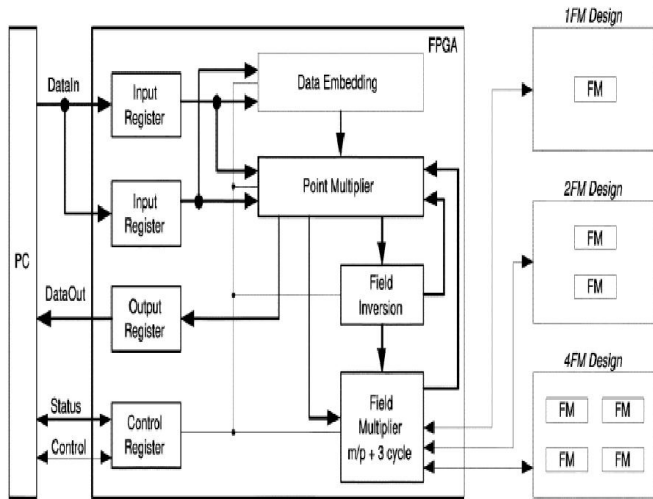 1FM Design
FPGA
DataIn
Input
Register
Data Embedding
FM
Input
Register
Point Multiplier
2FM Design
FM
FM
PC
DataOut
Output
Register
Field
Inversion
4FM Design
Status
Control
Control
Register
Field
Multiplier
m/p + 3 cycle
FM FM
FM FM